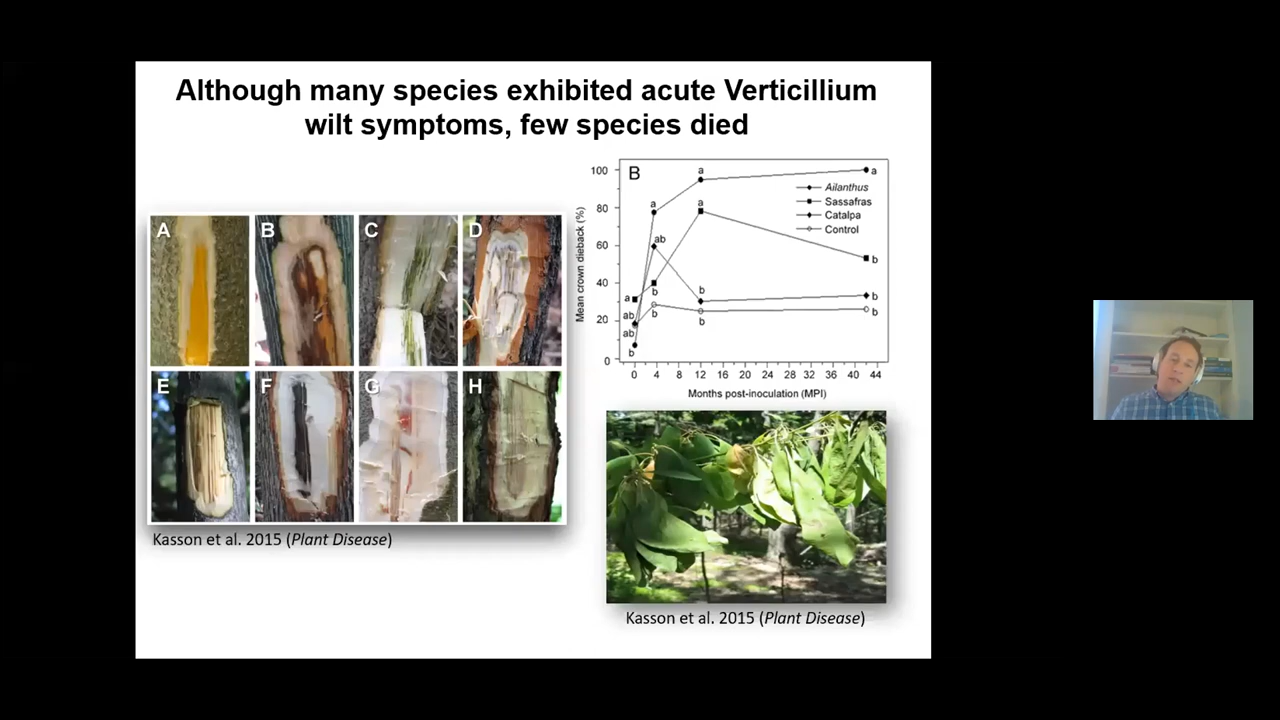 Although many species exhibited acute Verticillium
wilt symptoms, few species died
A
B
C
D
E
F
G
H
Kasson et al. 2015 (Plant Disease)
B
Mean crown dieback (%)
100
80
60
40
20
0
Ailanthus
Sassafras
Catalpa
Control
a
a
a
a
b
ab
b
b
b
b
b
b
a
ab
ab
b
0 4 8 12 16 20 24 28 32 36 40 44
Months post-inoculation (MPI)
Kasson et al. 2015 (Plant Disease)